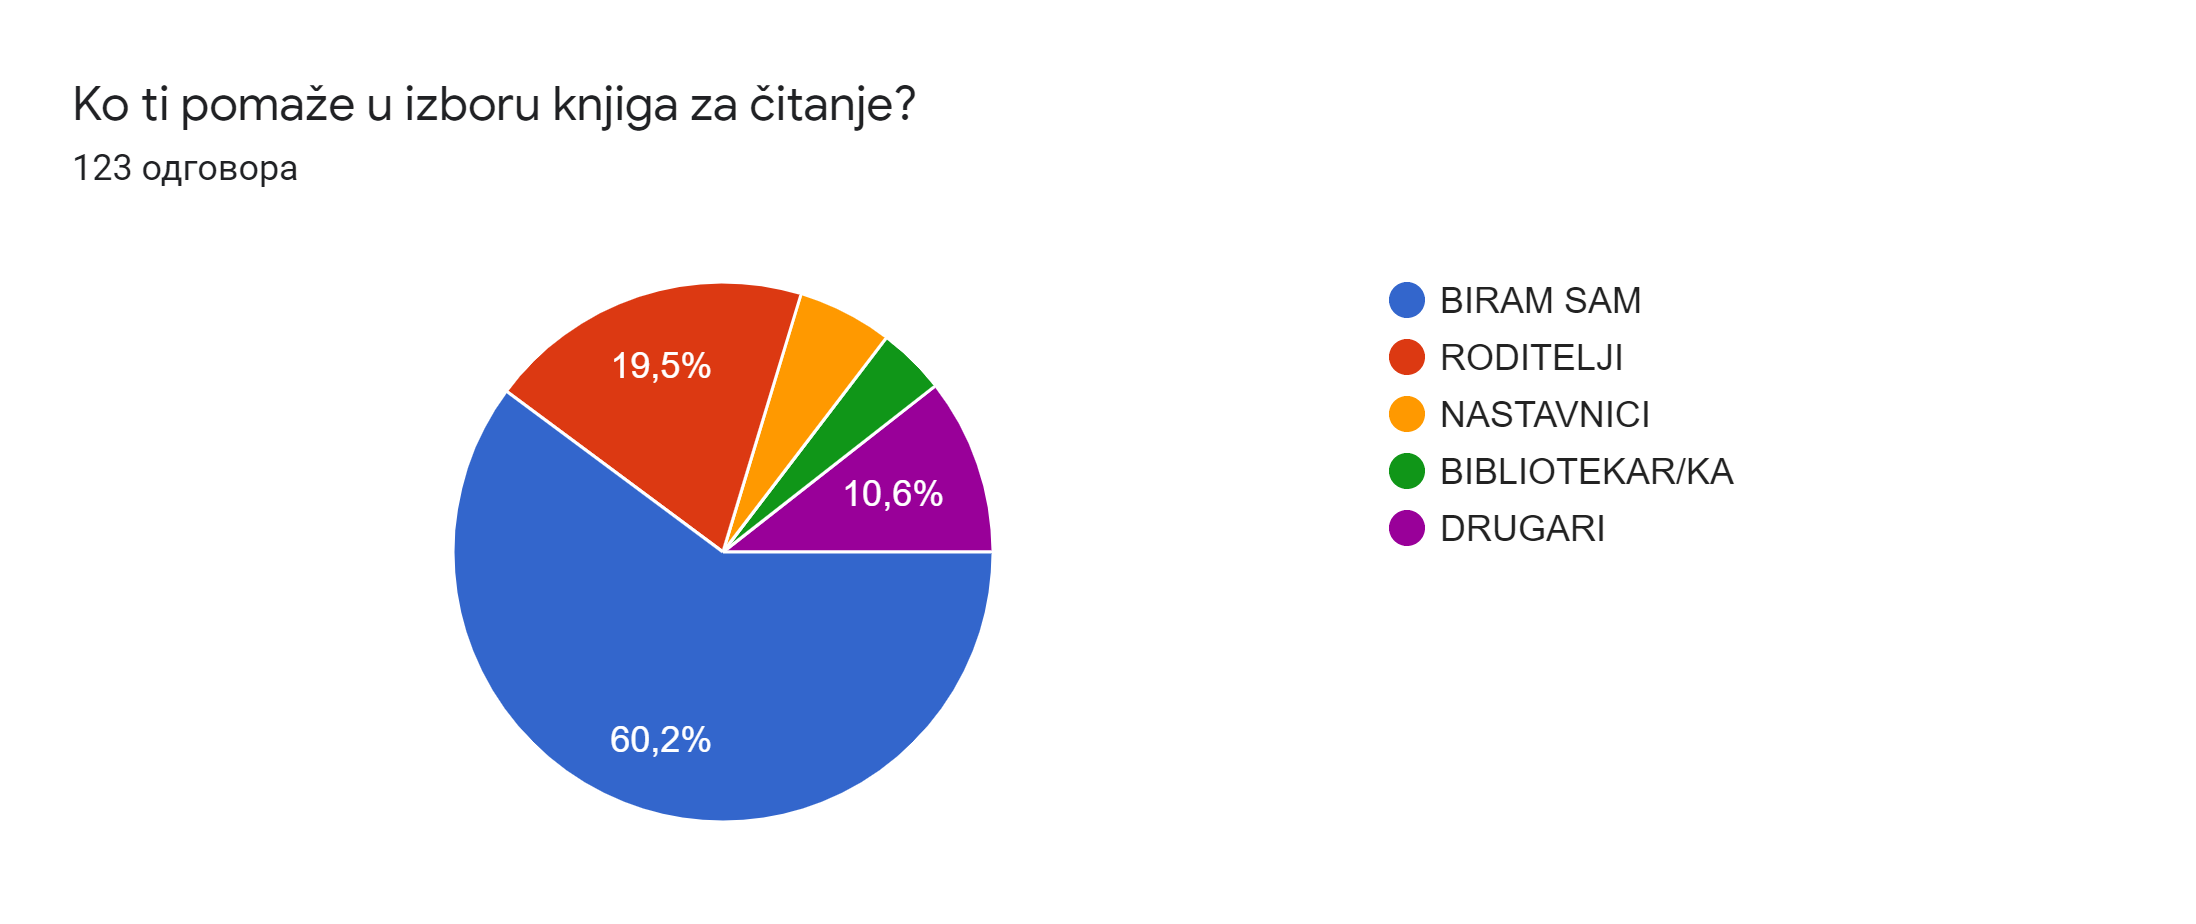 Ko ti pomaže u izboru knjiga za čitanje?
123 одговора
19,5%
10,6%
60,2%
BIRAM SAM
RODITELJI
NASTAVNICI
BIBLIOTEKAR/KA
DRUGARI